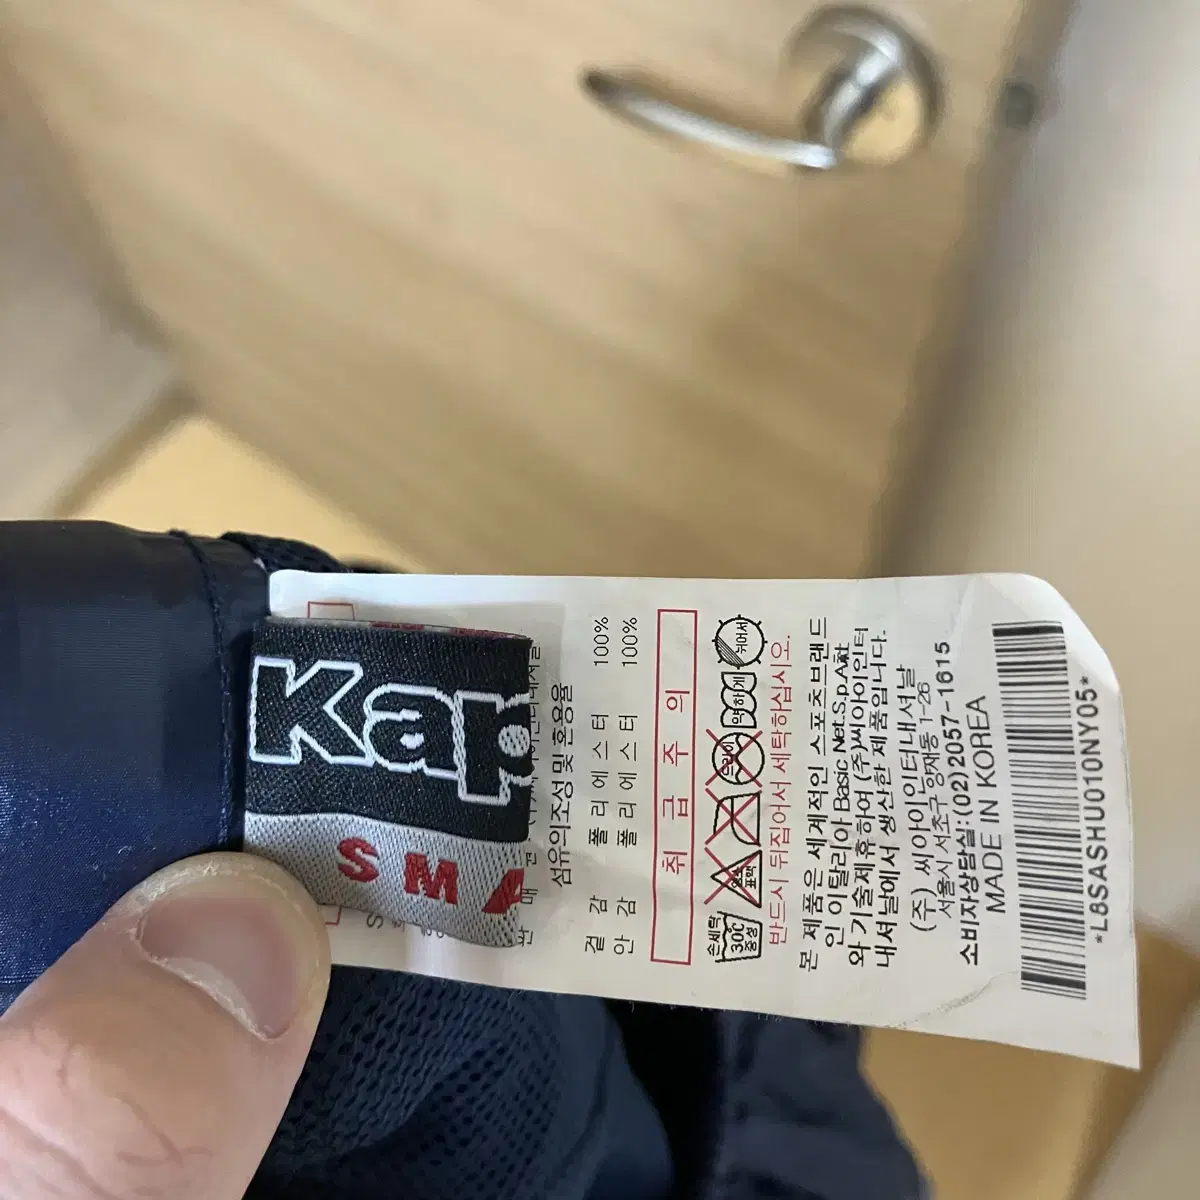 Kap
S M
섬유의조성및혼용율
겉 감 폴리에스터 100%
안 감 폴리에스터 100%
취 급 주 의
손세탁
30℃
중성
염소
표백
드라이
약하게
뉘어서
반드시 뒤집어서 세탁하십시오.
본 제품은 세계적인 스포츠브랜드
인 이탈리아 Basic Net.S.p.A社
와 기술제휴하여 (주)씨아이인터
내셔날에서 생산한 제품입니다.
(주) 씨아이인터내셔날
서울시 서초구 양재동 1-26
소비자상담실:(02)2057-1615
MADE IN KOREA
*L8SASHU010NY05*